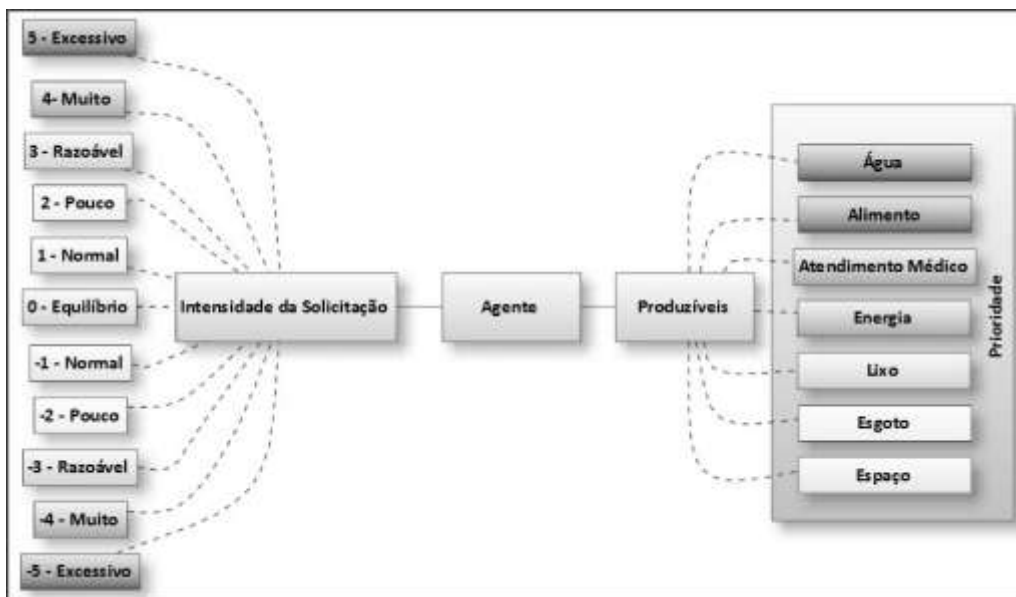 5 - Excessivo
4- Muito
3 - Razoável
2 - Pouco
1 - Normal
0 - Equilíbrio
-1 - Normal
-2 - Pouco
-3 - Razoável
-4 - Muito
-5 - Excessivo
Intensidade da Solicitação
Agente
Produzíveis
Água
Alimento
Atendimento Médico
Energia
Lixo
Esgoto
Espaço
Prioridade